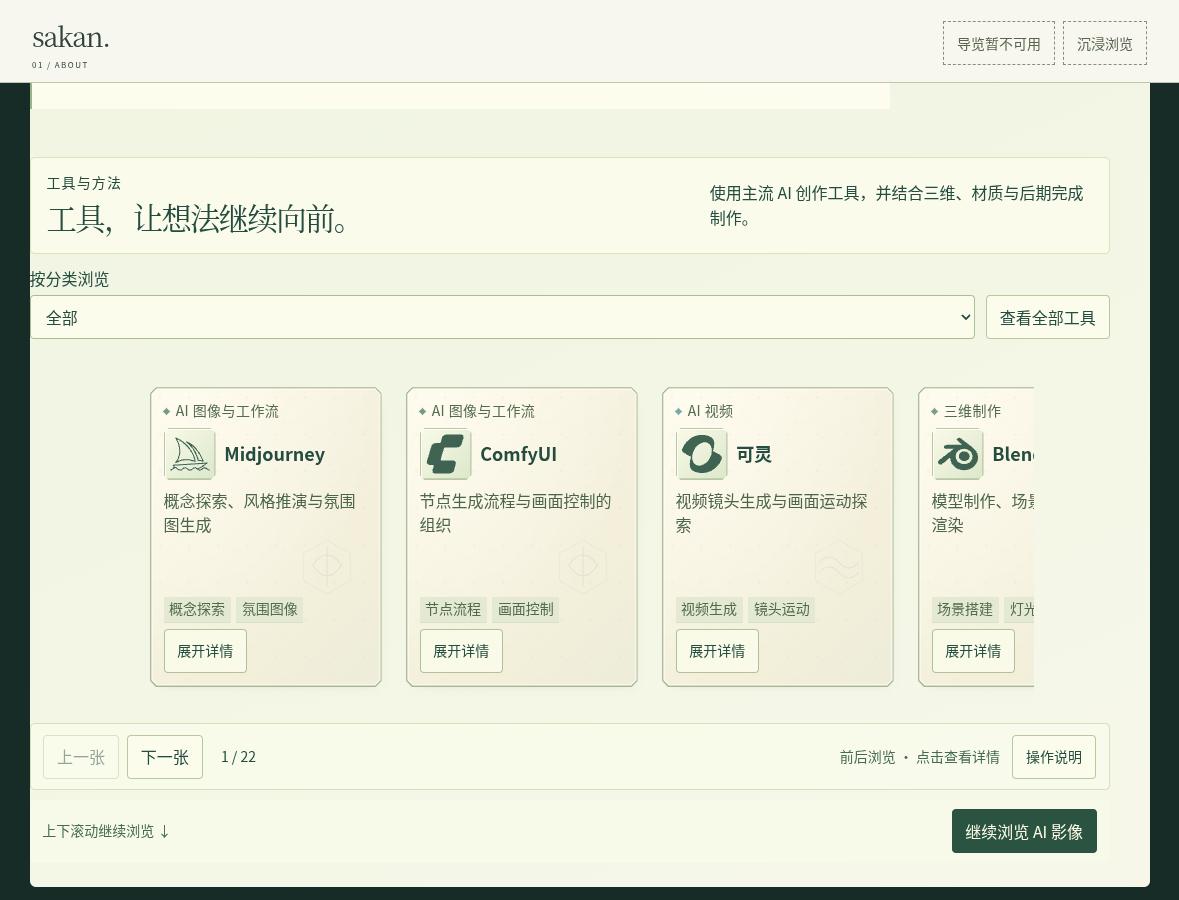 sakan.
01 / ABOUT
导览暂不可用
沉浸浏览
工具与方法
工具，让想法继续向前。
使用主流 AI 创作工具，并结合三维、材质与后期完成
制作。
按分类浏览
全部
查看全部工具
AI 图像与工作流
Midjourney
概念探索、风格推演与氛围
图生成
概念探索
氛围图像
展开详情
AI 图像与工作流
ComfyUI
节点生成流程与画面控制的
组织
节点流程
画面控制
展开详情
AI 视频
可灵
视频镜头生成与画面运动探
索
视频生成
镜头运动
展开详情
三维制作
Blen
模型制作、场
渲染
场景搭建
灯光
展开详情
上一张
下一张
1 / 22
前后浏览 · 点击查看详情
操作说明
上下滚动继续浏览 ↓
继续浏览 AI 影像